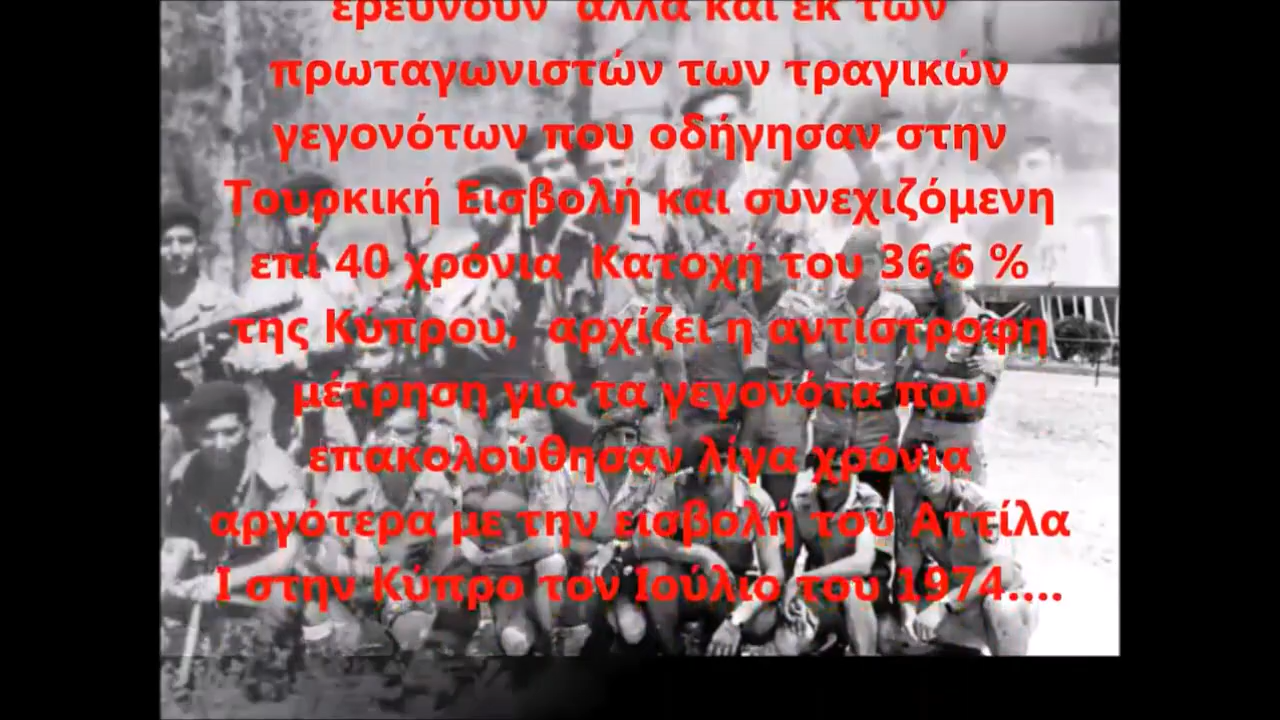 ερευνούν αλλά και εκ των
πρωταγωνιστών των τραγικών
γεγονότων που οδήγησαν στην
Τουρκική Εισβολή και συνεχιζόμενη
επί 40 χρόνια Κατοχή του 36,6 %
της Κύπρου, αρχίζει η αντίστροφη
μέτρηση για τα γεγονότα που
επακολούθησαν λίγα χρόνια
αργότερα με την εισβολή του Αττίλα
Ι στην Κύπρο τον Ιούλιο του 1974....